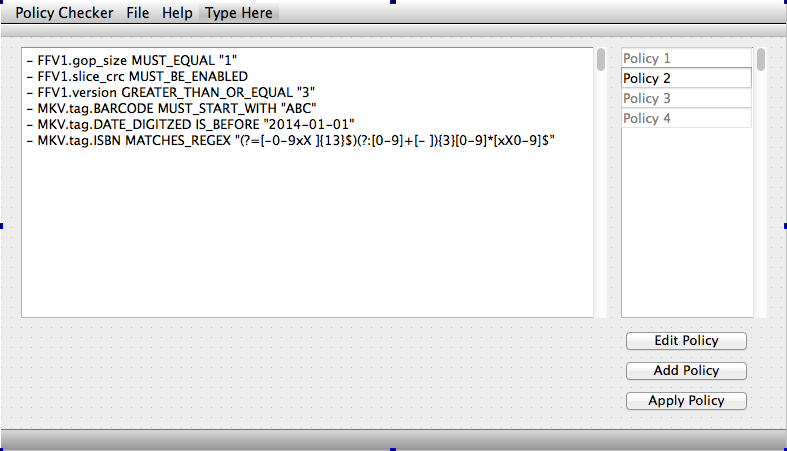 Policy Checker File Help Type Here
– FFV1.gop_size MUST_EQUAL "1"
– FFV1.slice_crc MUST_BE_ENABLED
– FFV1.version GREATER_THAN_OR_EQUAL "3"
– MKV.tag.BARCODE MUST_START_WITH "ABC"
– MKV.tag.DATE_DIGITZED IS_BEFORE "2014-01-01"
– MKV.tag.ISBN MATCHES_REGEX "(?=[-0-9xX ]{13}$)(?:[0-9]+[- ]){3}[0-9]*[xX0-9]$"
Policy 1
Policy 2
Policy 3
Policy 4
Edit Policy
Add Policy
Apply Policy